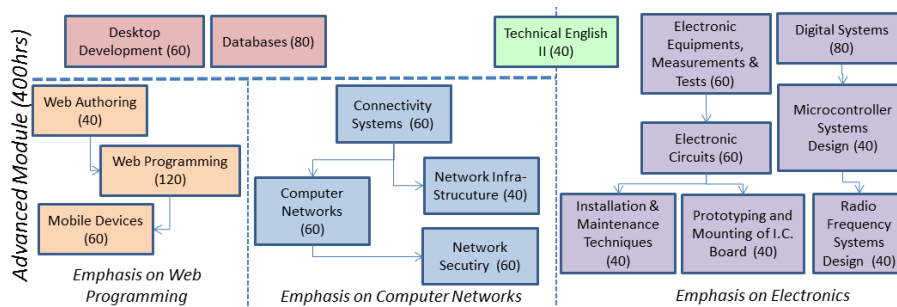 Advanced Module (400hrs)
Desktop
Development (60)
Databases (80)
Technical English
II (40)
Electronic
Equipments,
Measurements &
Tests (60)
Digital Systems
(80)
Web Authoring
(40)
Web Programming
(120)
Mobile Devices
(60)
Emphasis on Web
Programming
Connectivity
Systems (60)
Network Infra-
Strucuture (40)
Computer
Networks
(60)
Network
Secutiry (60)
Emphasis on Computer Networks
Electronic
Circuits (60)
Microcontroller
Systems
Design (40)
Installation &
Maintenance
Techniques
(40)
Prototyping and
Mounting of I.C.
Board
(40)
Radio
Frequency
Systems
Design (40)
Emphasis on Electronics